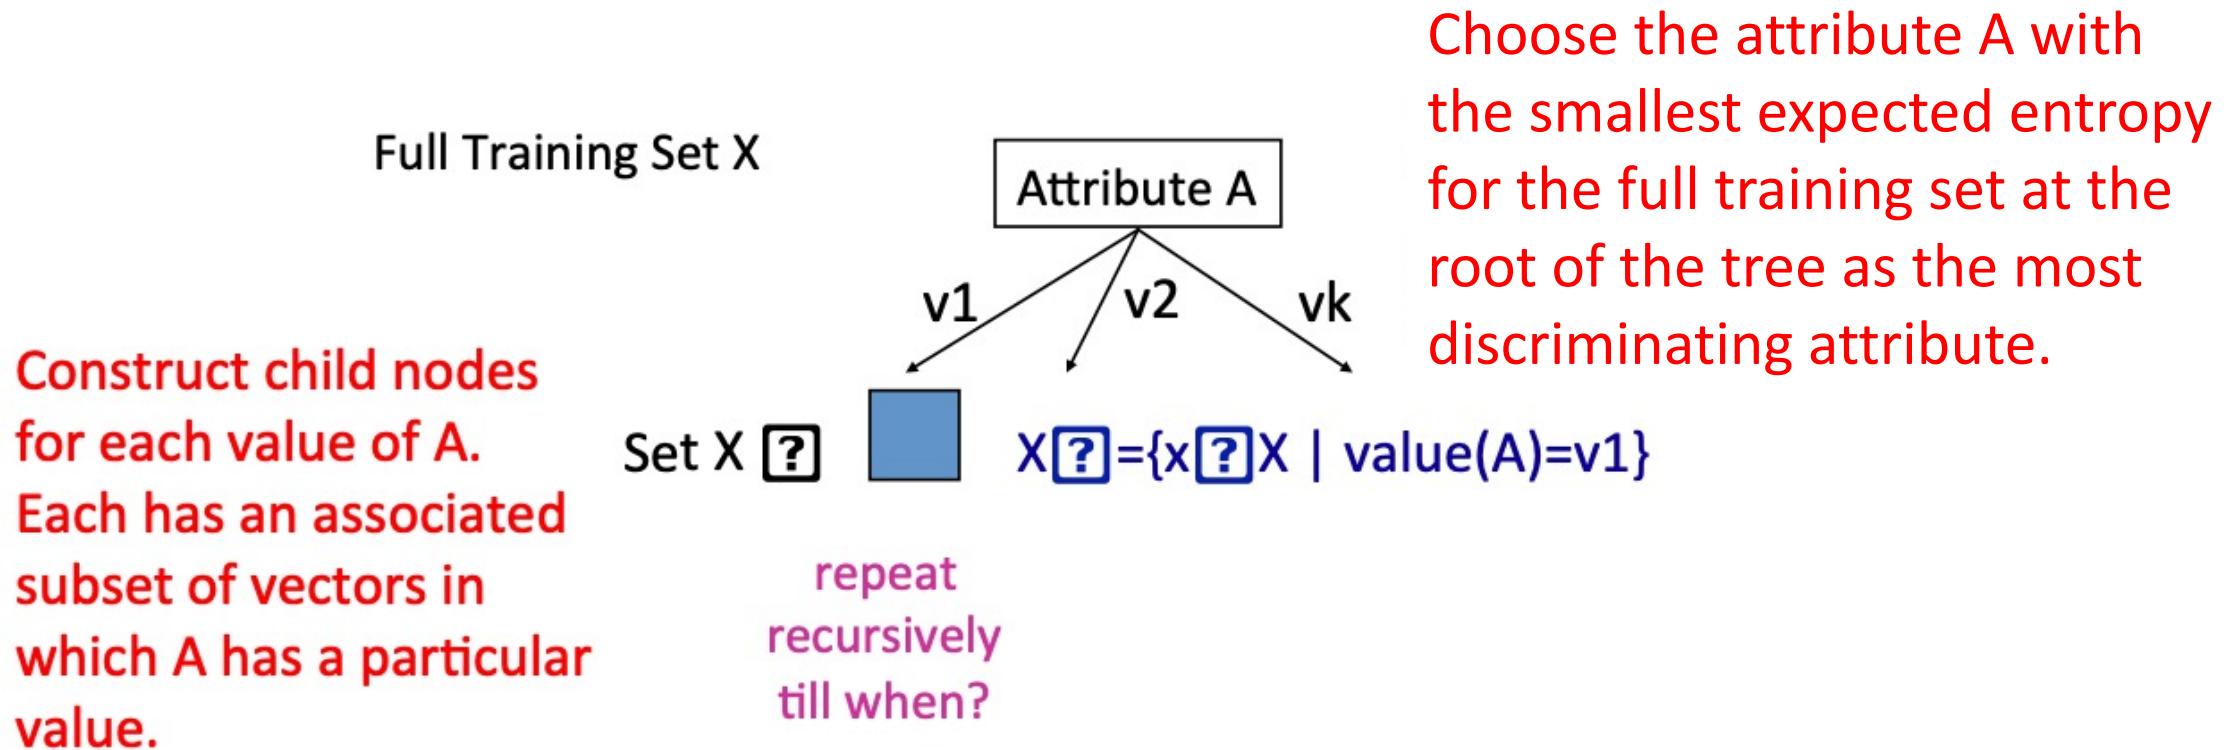 Full Training Set X
Attribute A
Choose the attribute A with
the smallest expected entropy
for the full training set at the
root of the tree as the most
discriminating attribute.
v1
v2
vk
Construct child nodes
for each value of A.
Each has an associated
subset of vectors in
which A has a particular
value.
Set X ⍰
X⍰={x⍰X | value(A)=v1}
repeat
recursively
till when?